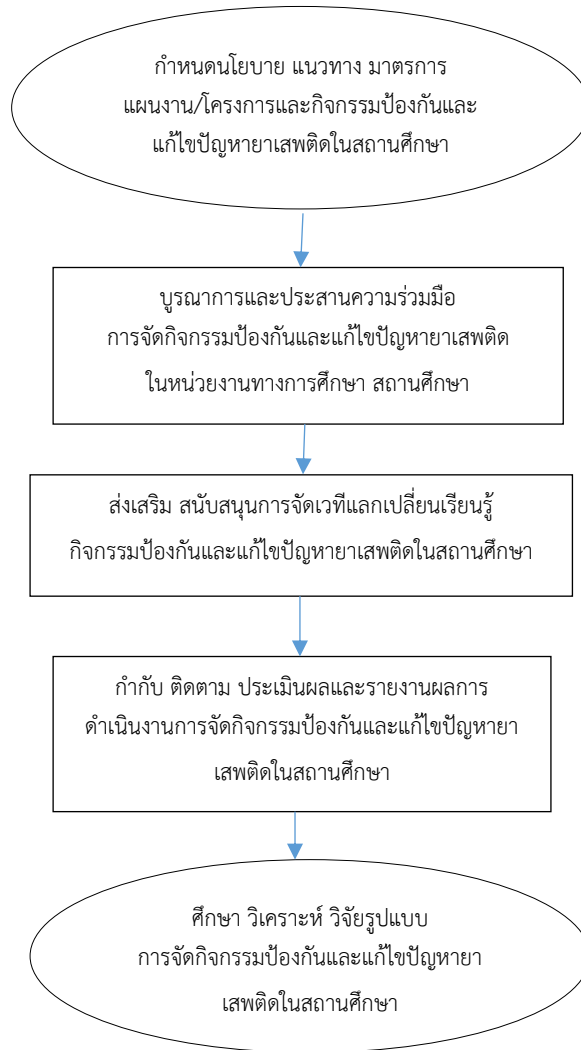 กำหนดนโยบาย แนวทาง มาตรการ
แผนงาน/โครงการและกิจกรรมป้องกันและ
แก้ไขปัญหายาเสพติดในสถานศึกษา
บูรณาการและประสานความร่วมมือ
การจัดกิจกรรมป้องกันและแก้ไขปัญหายาเสพติด
ในหน่วยงานทางการศึกษา สถานศึกษา
ส่งเสริม สนับสนุนการจัดเวทีแลกเปลี่ยนเรียนรู้
กิจกรรมป้องกันและแก้ไขปัญหายาเสพติดในสถานศึกษา
กำกับ ติดตาม ประเมินผลและรายงานผลการ
ดำเนินงานการจัดกิจกรรมป้องกันและแก้ไขปัญหายา
เสพติดในสถานศึกษา
ศึกษา วิเคราะห์ วิจัยรูปแบบ
การจัดกิจกรรมป้องกันและแก้ไขปัญหายา
เสพติดในสถานศึกษา